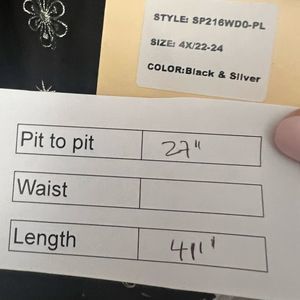 STYLE: SP216WD0-PL
SIZE: 4X/22-24
COLOR:Black & Silver
Pit to pit 27"
Waist
Length 41"